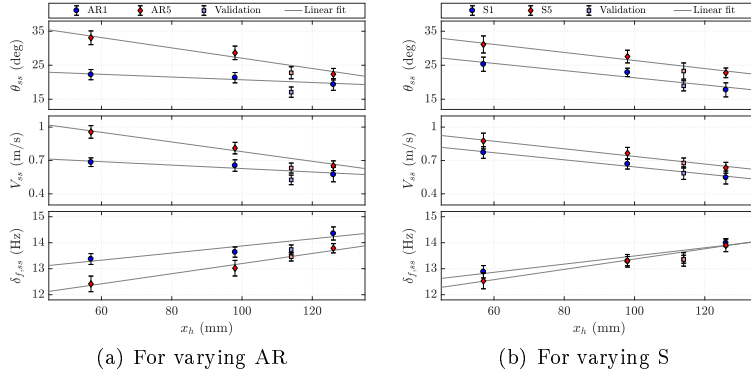 AR1 AR5 Validation Linear fit
S1 S5 Validation Linear fit
35
25
15
θss (deg)
35
25
15
θss (deg)
1
0.7
0.4
Vss (m/s)
1
0.7
0.4
Vss (m/s)
15
14
13
12
δf,ss (Hz)
15
14
13
12
δf,ss (Hz)
60 80 100 120
60 80 100 120
xh (mm)
xh (mm)
(a) For varying AR
(b) For varying S